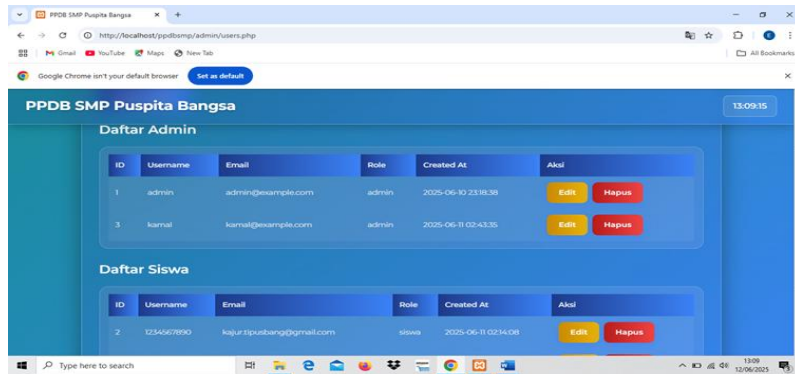 PPDB SMP Puspita Bangsa
http://localhost/ppdbsmp/admin/users.php
Gmail YouTube Maps New Tab All Bookmarks
Google Chrome isn't your default browser Set as default
PPDB SMP Puspita Bangsa 13:09:15
Daftar Admin
ID Username Email Role Created At Aksi
1 admin admin@example.com admin 2025-06-10 23:18:38 Edit Hapus
3 kamal kamal@example.com admin 2025-06-11 02:43:35 Edit Hapus
Daftar Siswa
ID Username Email Role Created At Aksi
2 1234567890 kajur.tipusbang@gmail.com siswa 2025-06-11 02:14:08 Edit Hapus
Type here to search 13:09
12/06/2025